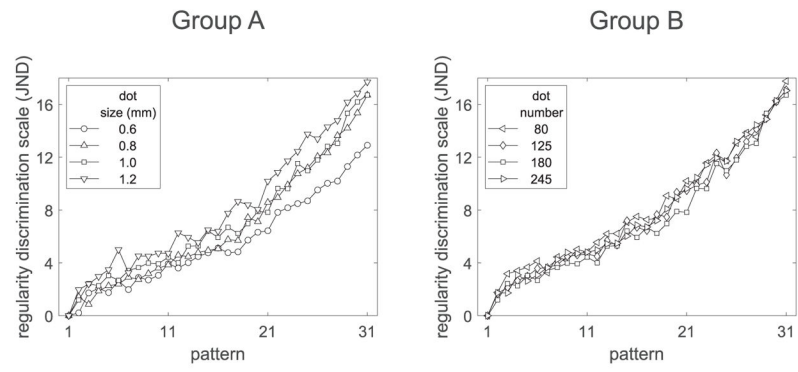 Group A
regularity discrimination scale (JND)
16
12
8
4
0
dot
size (mm)
0.6
0.8
1.0
1.2
1
11
21
31
pattern
Group B
regularity discrimination scale (JND)
16
12
8
4
0
dot
number
80
125
180
245
1
11
21
31
pattern